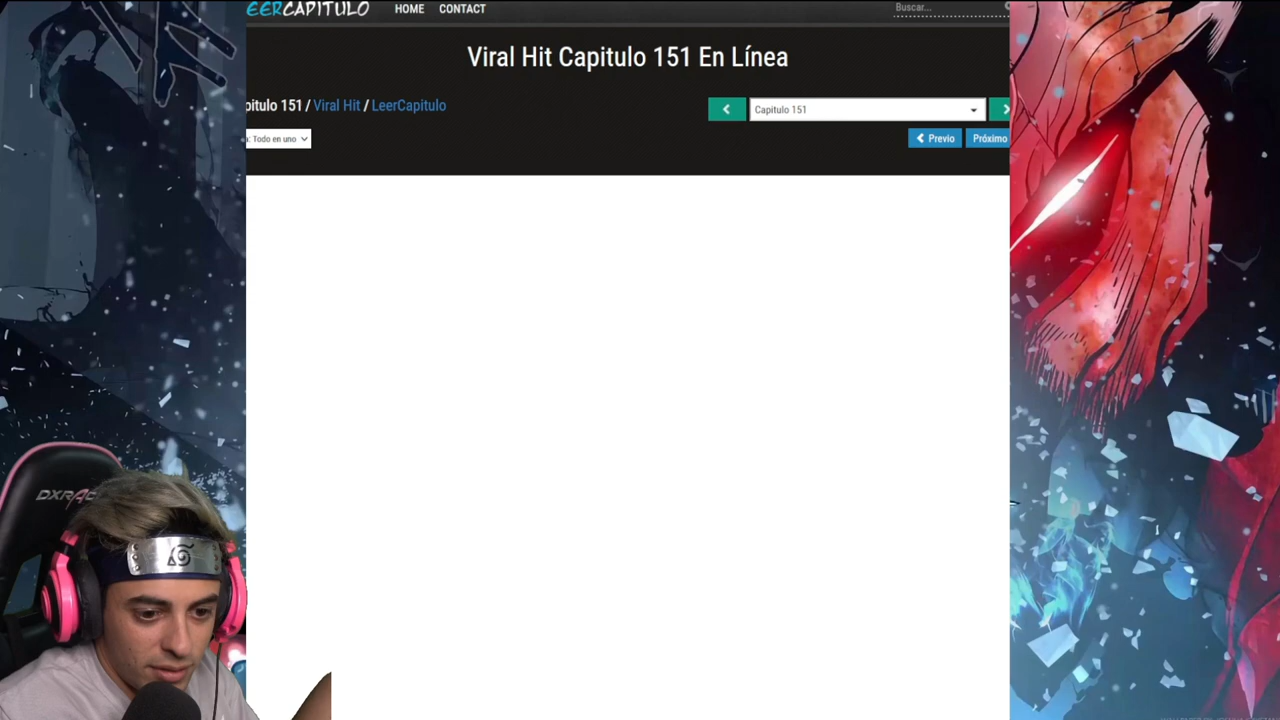 EERCAPITULO HOME CONTACT Buscar...
Viral Hit Capitulo 151 En Línea
pitulo 151 / Viral Hit / LeerCapitulo
Capitulo 151
a: Todo en uno
Previo Próximo
DXRAC